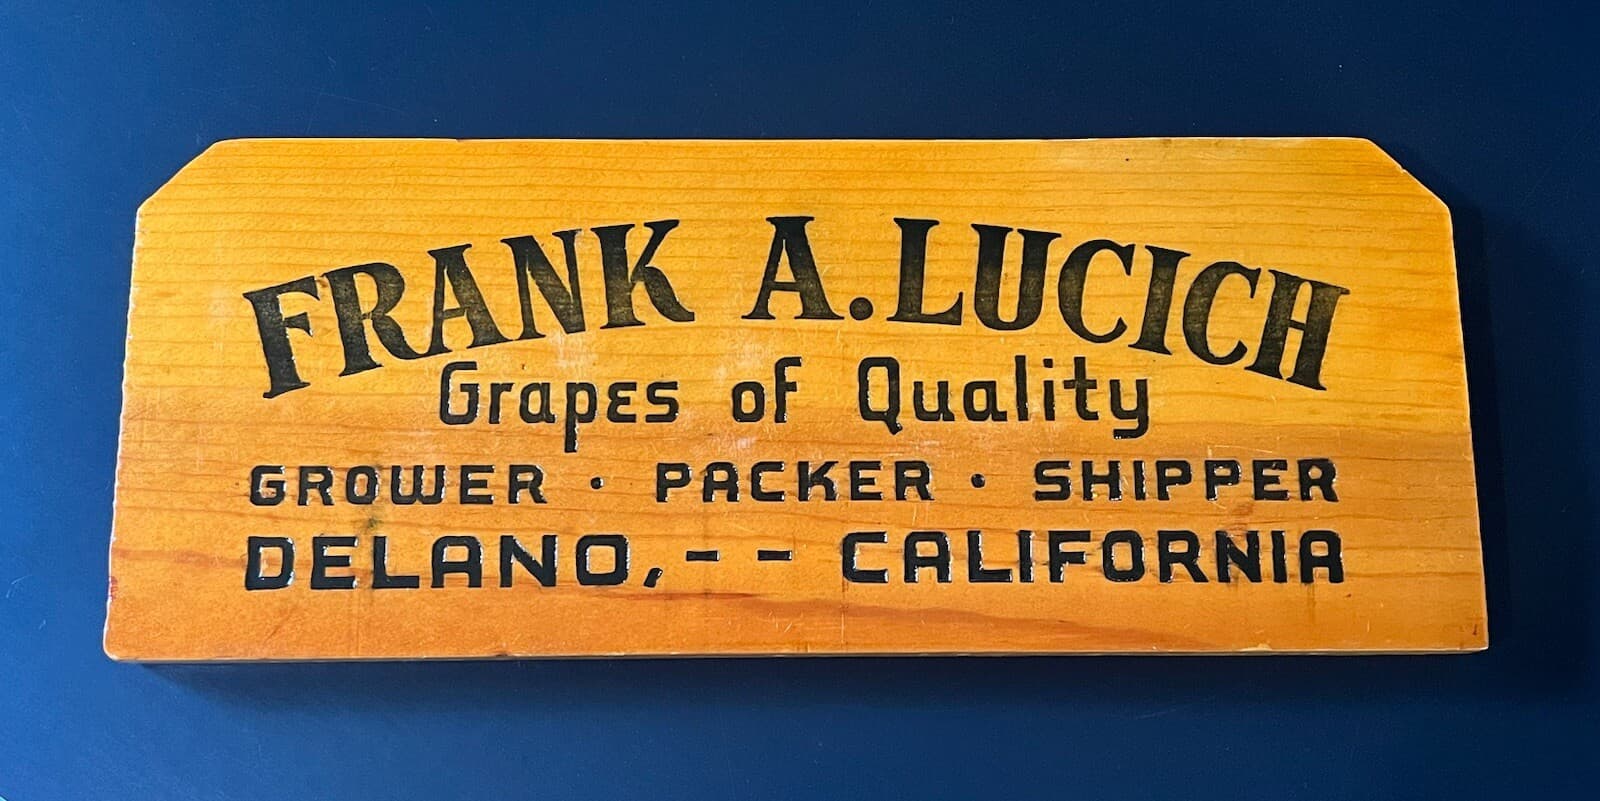 FRANK A. LUCICH
Grapes of Quality
GROWER · PACKER · SHIPPER
DELANO, - - CALIFORNIA